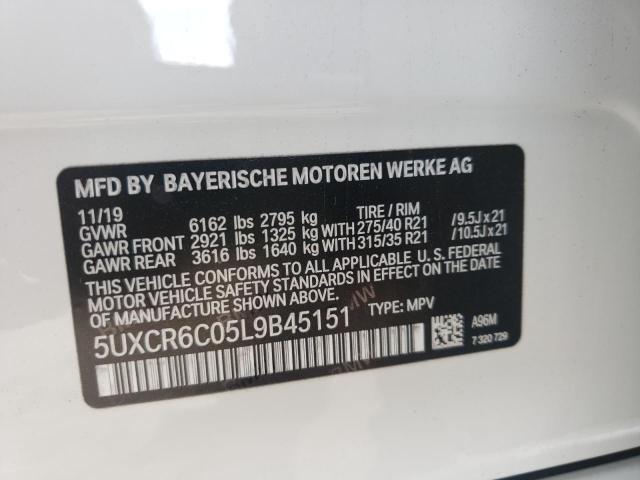 MFD BY BAYERISCHE MOTOREN WERKE AG
11/19 TIRE / RIM
GVWR 6162 lbs 2795 kg
GAWR FRONT 2921 lbs 1325 kg WITH 275/40 R21 / 9.5J x 21
GAWR REAR 3616 lbs 1640 kg WITH 315/35 R21 / 10.5J x 21
THIS VEHICLE CONFORMS TO ALL APPLICABLE U. S. FEDERAL
MOTOR VEHICLE SAFETY STANDARDS IN EFFECT ON THE DATE
OF MANUFACTURE SHOWN ABOVE.
5UXCR6C05L9B45151 TYPE: MPV
A96M
7 320 729